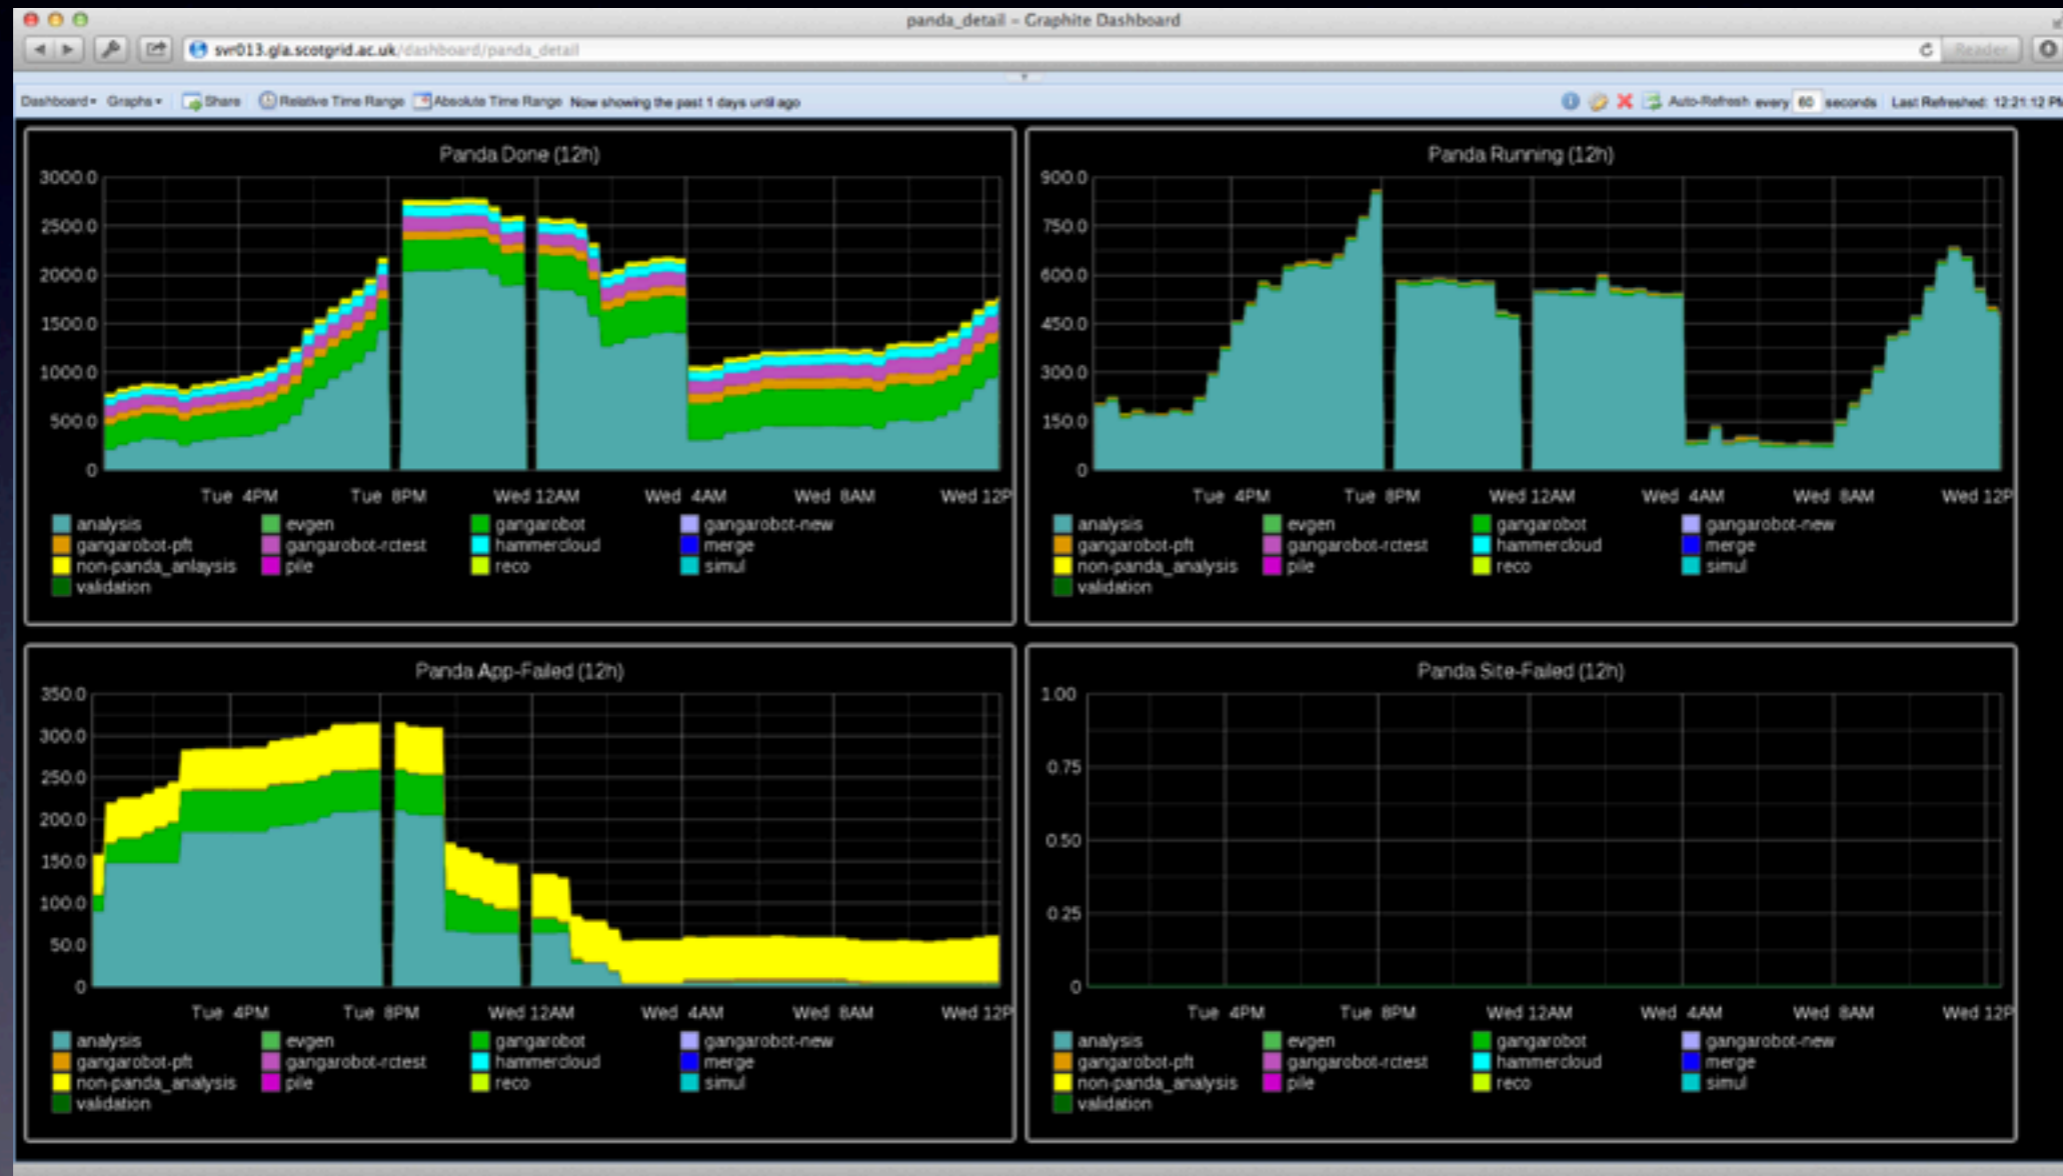 panda_detail – Graphite Dashboard
svr013.gla.scotgrid.ac.uk/dashboard/panda_detail
Reader
Dashboard Graphs Share Relative Time Range Absolute Time Range Now showing the past 1 days until ago Auto-Refresh every 60 seconds Last Refreshed: 12:21:12 PM
Panda Done (12h)
3000.0
2500.0
2000.0
1500.0
1000.0
500.0
0
Tue 4PM Tue 8PM Wed 12AM Wed 4AM Wed 8AM Wed 12P
analysis evgen gangarobot gangarobot-new
gangarobot-pft gangarobot-rctest hammercloud merge
non-panda_anlaysis pile reco simul
validation
Panda Running (12h)
900.0
750.0
600.0
450.0
300.0
150.0
0
Tue 4PM Tue 8PM Wed 12AM Wed 4AM Wed 8AM Wed 12P
analysis evgen gangarobot gangarobot-new
gangarobot-pft gangarobot-rctest hammercloud merge
non-panda_analysis pile reco simul
validation
Panda App-Failed (12h)
350.0
300.0
250.0
200.0
150.0
100.0
50.0
0
Tue 4PM Tue 8PM Wed 12AM Wed 4AM Wed 8AM Wed 12P
analysis evgen gangarobot gangarobot-new
gangarobot-pft gangarobot-rctest hammercloud merge
non-panda_analysis pile reco simul
validation
Panda Site-Failed (12h)
1.00
0.75
0.50
0.25
0
Tue 4PM Tue 8PM Wed 12AM Wed 4AM Wed 8AM Wed 12P
analysis evgen gangarobot gangarobot-new
gangarobot-pft gangarobot-rctest hammercloud merge
non-panda_analysis pile reco simul
validation